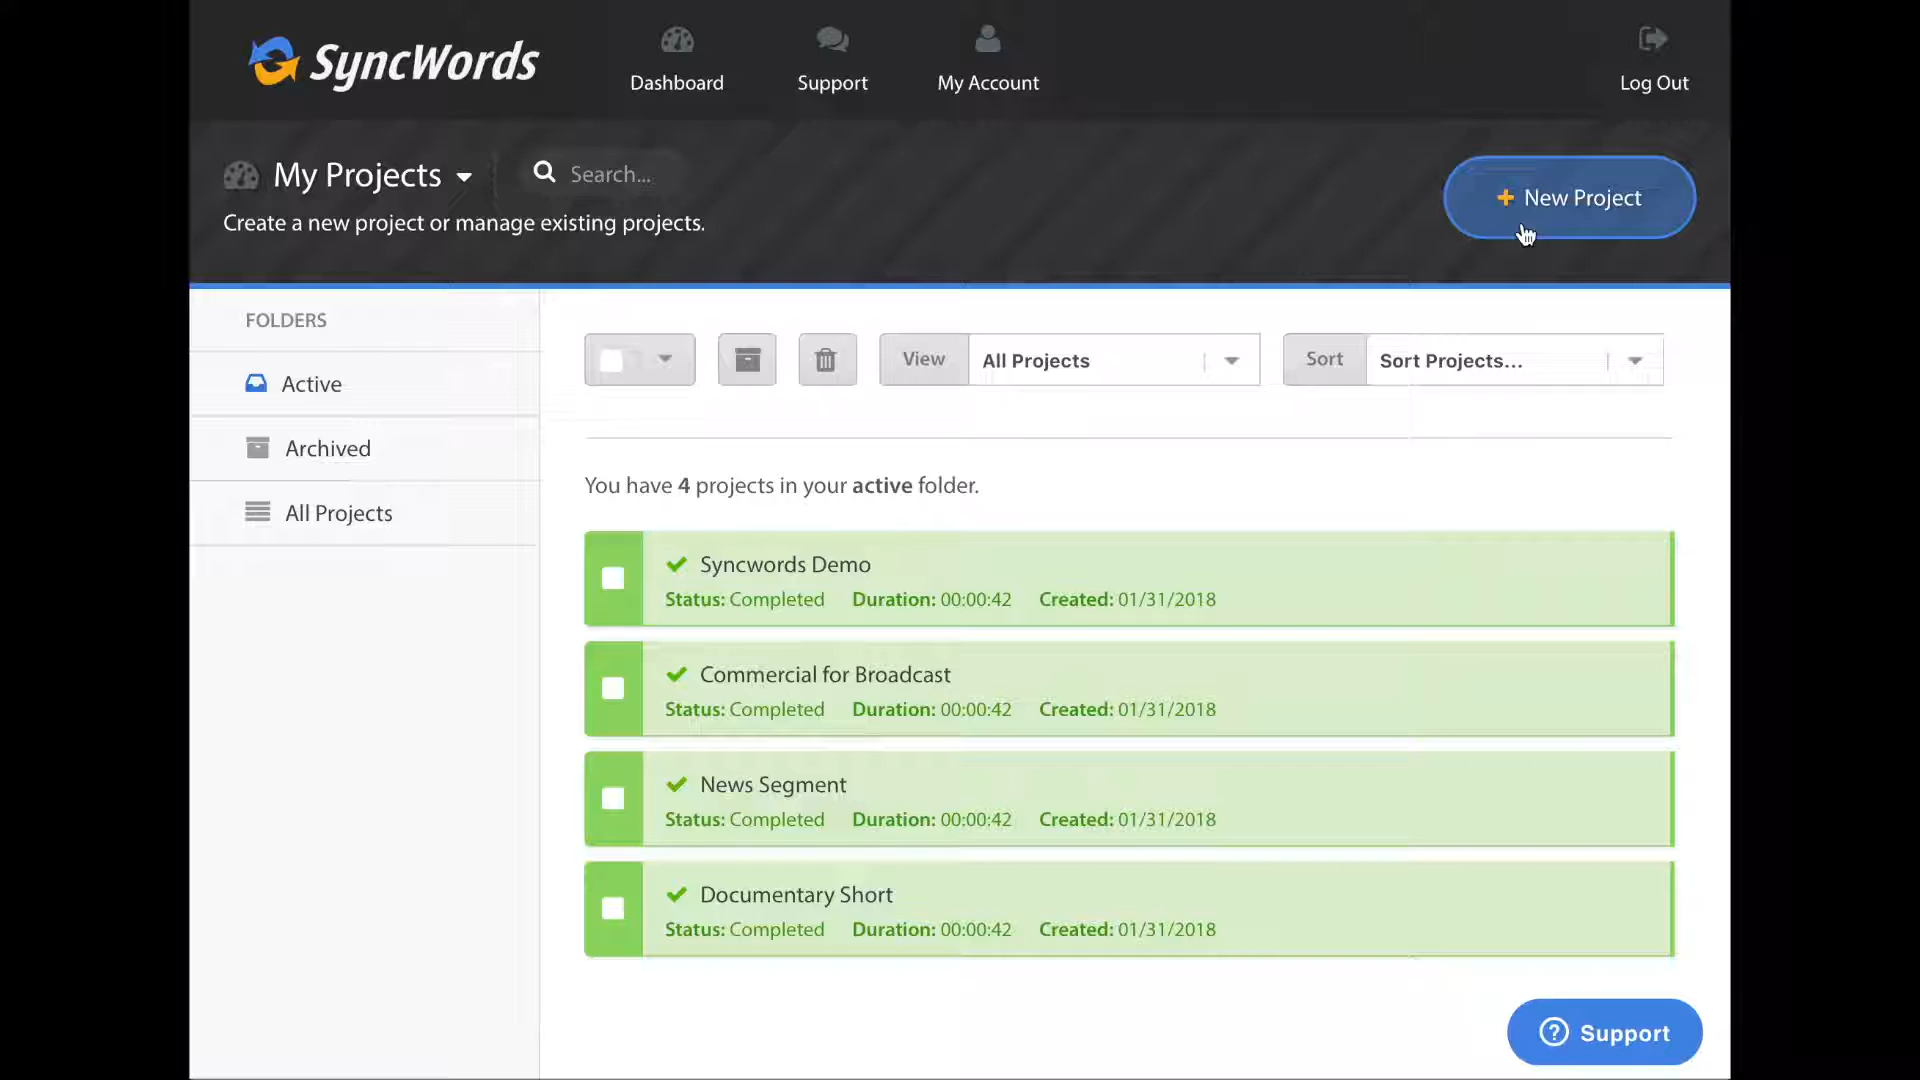 SyncWords
Dashboard
Support
My Account
Log Out
My Projects
Search...
Create a new project or manage existing projects.
+ New Project
FOLDERS
Active
Archived
All Projects
View
All Projects
Sort
Sort Projects...
You have 4 projects in your active folder.
Syncwords Demo
Status: Completed Duration: 00:00:42 Created: 01/31/2018
Commercial for Broadcast
Status: Completed Duration: 00:00:42 Created: 01/31/2018
News Segment
Status: Completed Duration: 00:00:42 Created: 01/31/2018
Documentary Short
Status: Completed Duration: 00:00:42 Created: 01/31/2018
? Support